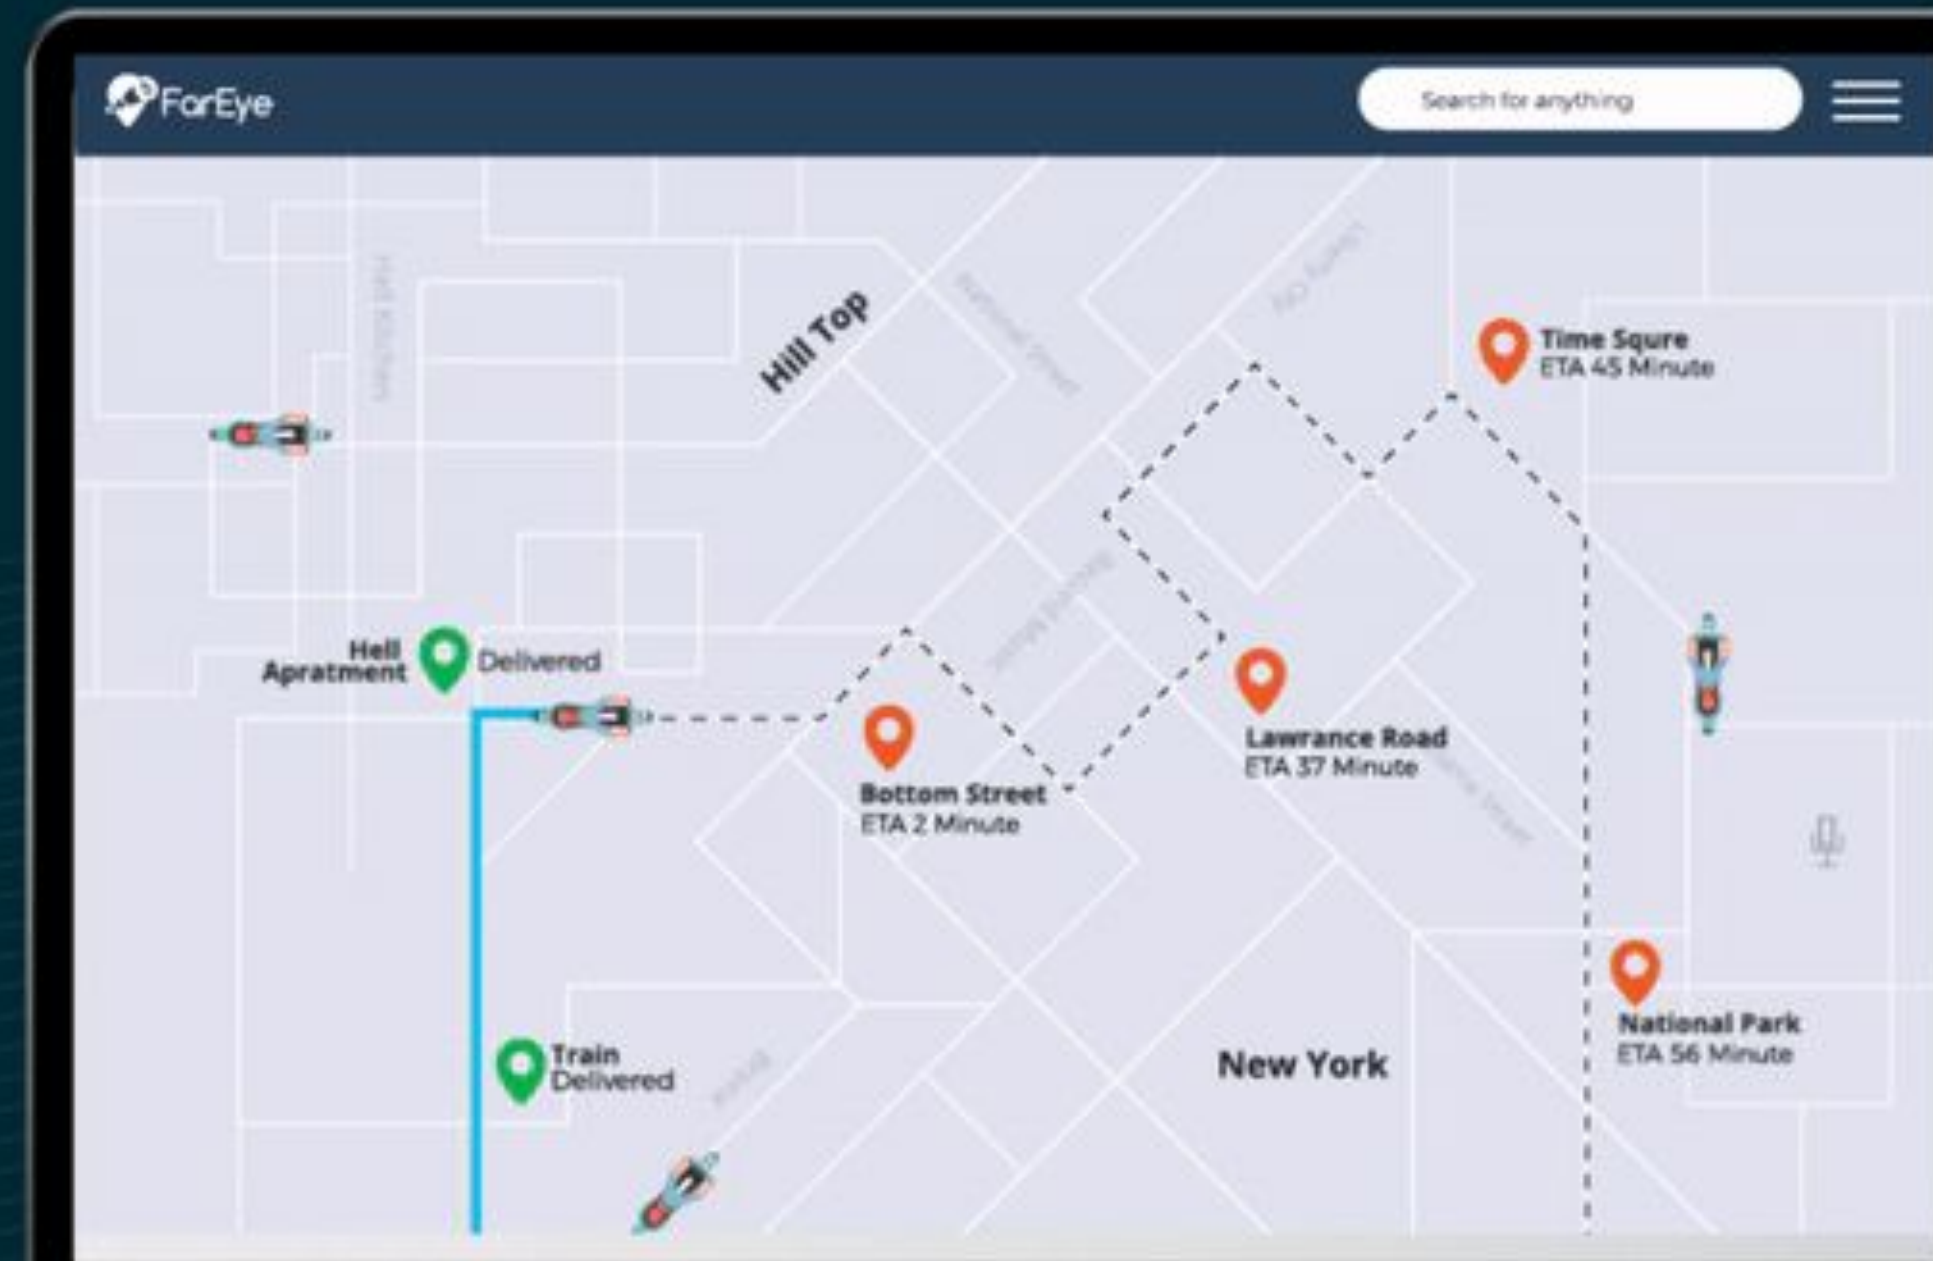 FarEye
Search for anything
Hill Top
Time Squre
ETA 45 Minute
Hell
Apratment
Delivered
Lawrance Road
ETA 37 Minute
Bottom Street
ETA 2 Minute
National Park
ETA 56 Minute
Train
Delivered
New York